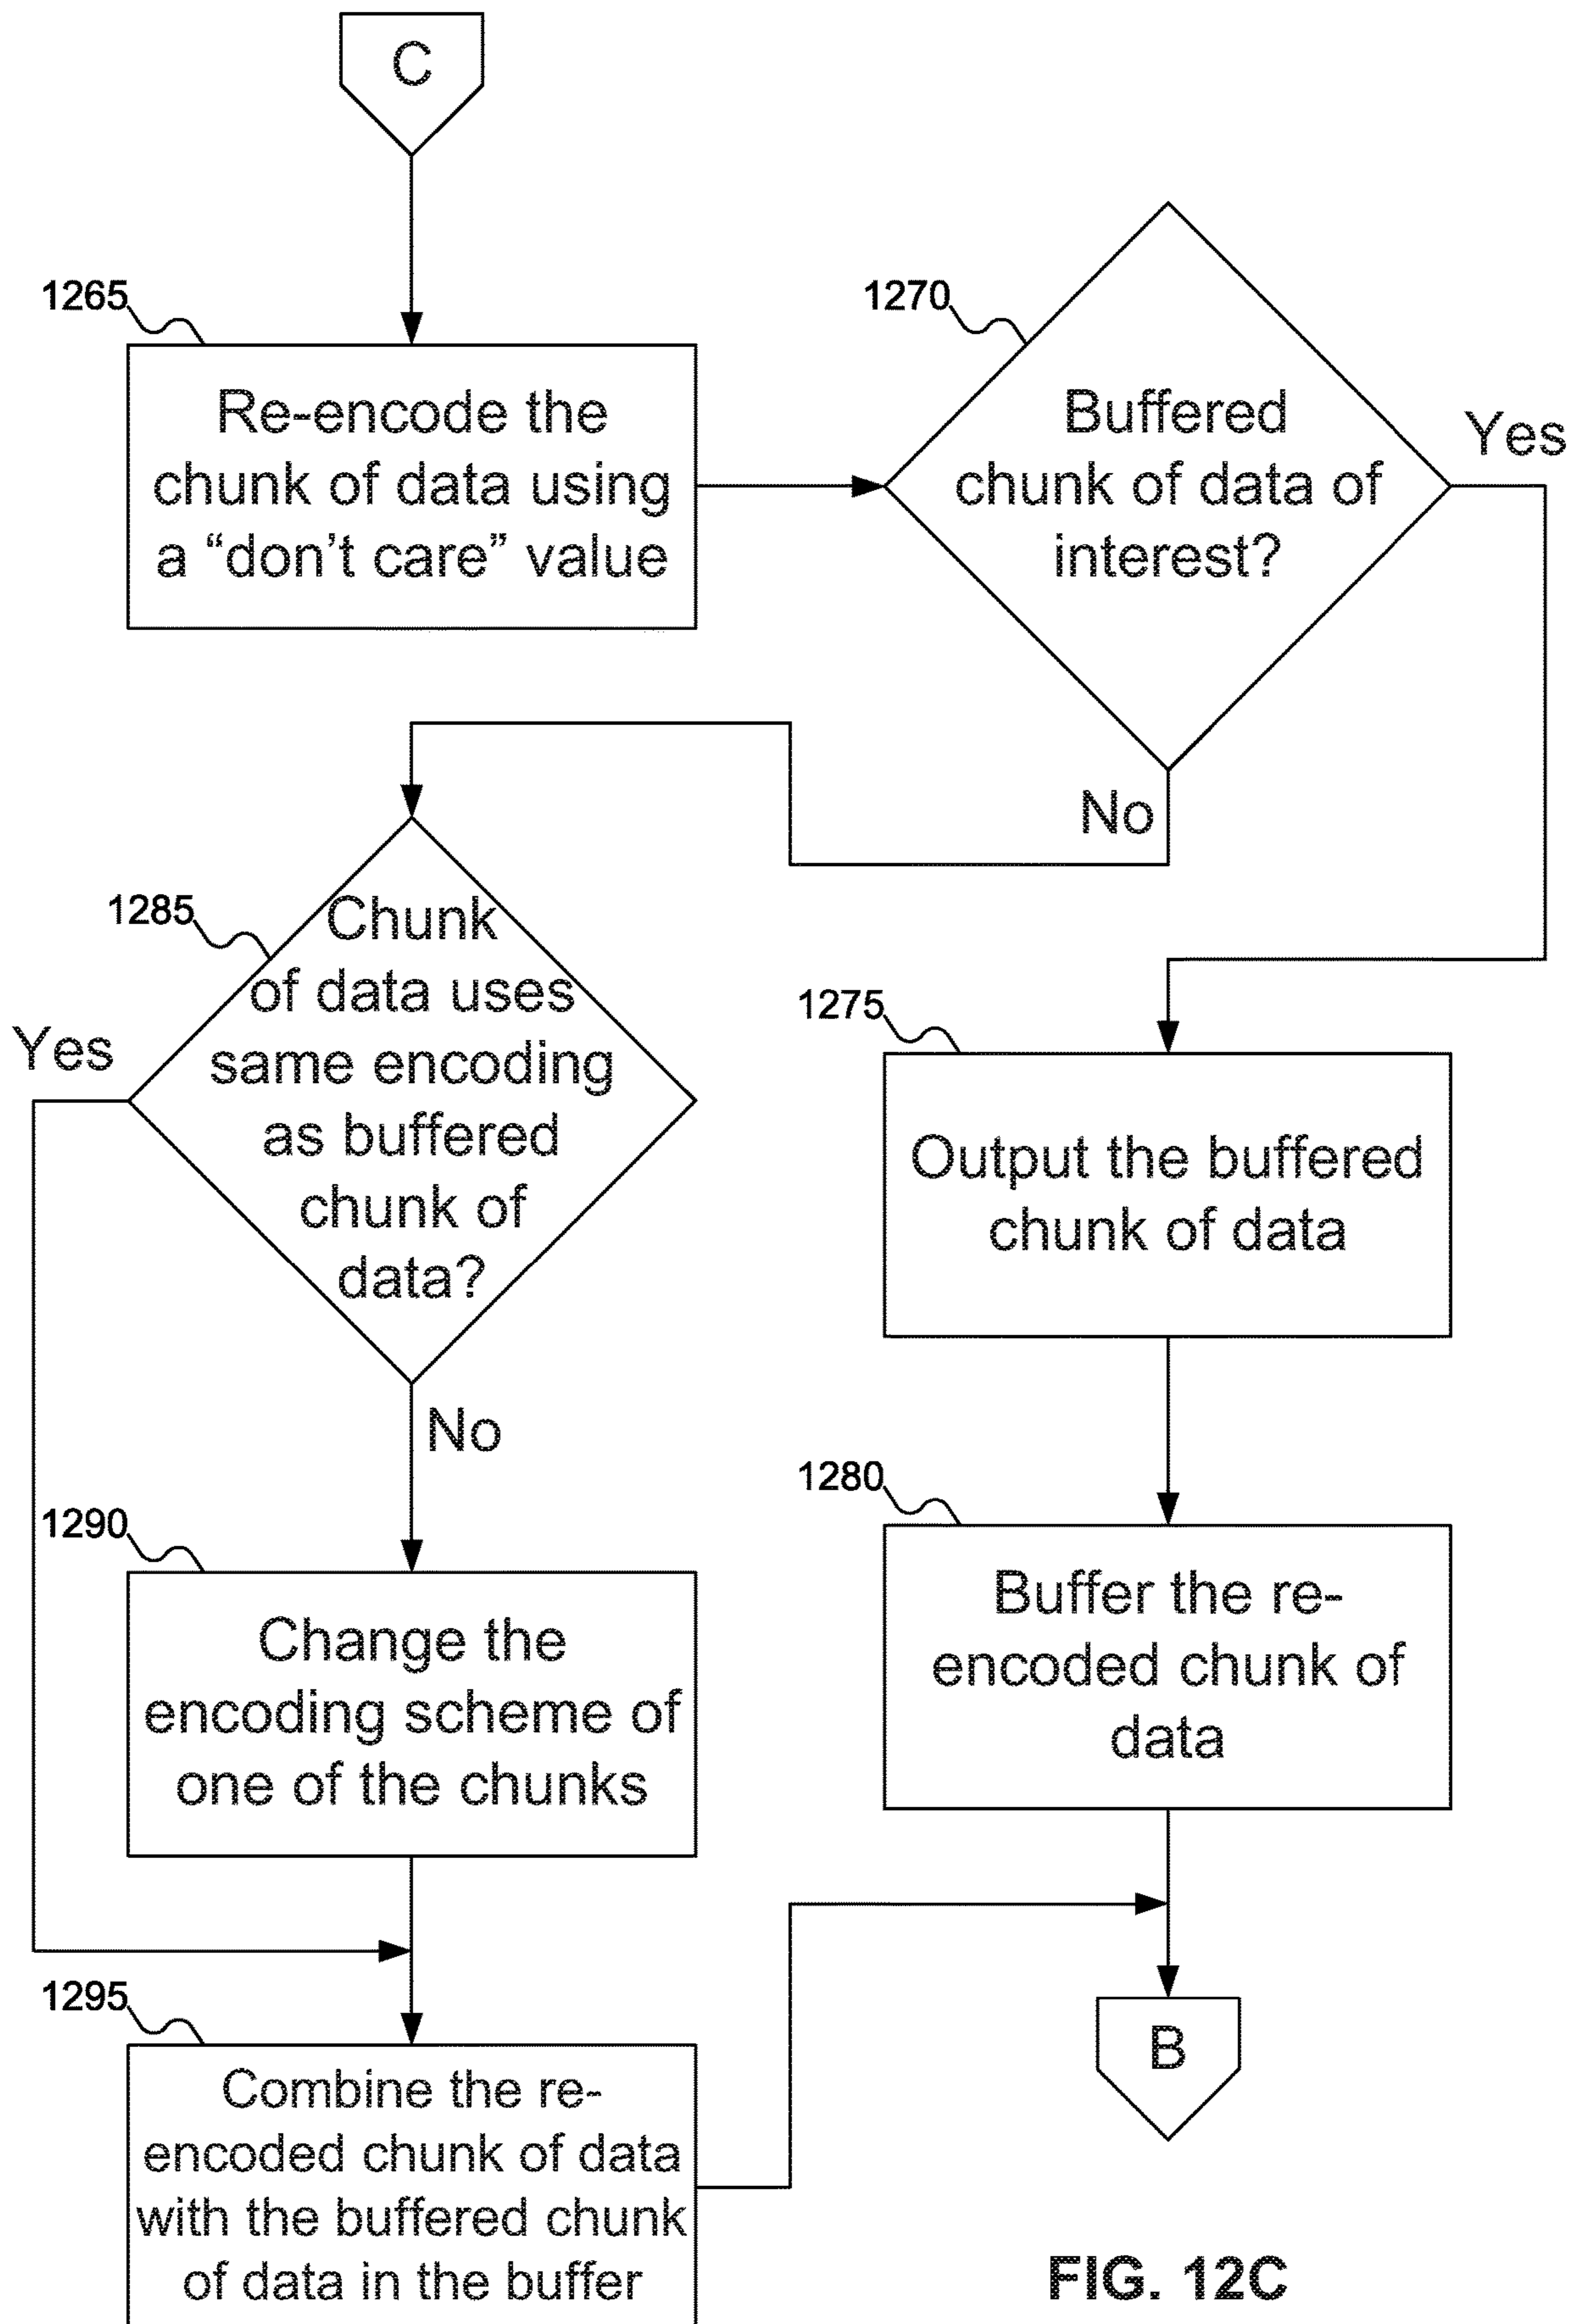 C
1265
Re-encode the
chunk of data using
a “don’t care” value
1270
Buffered
chunk of data of
interest?
Yes
No
1285
Chunk
of data uses
same encoding
as buffered
chunk of
data?
Yes
No
1275
Output the buffered
chunk of data
1280
Buffer the re-
encoded chunk of
data
1290
Change the
encoding scheme of
one of the chunks
1295
Combine the re-
encoded chunk of data
with the buffered chunk
of data in the buffer
B
FIG. 12C